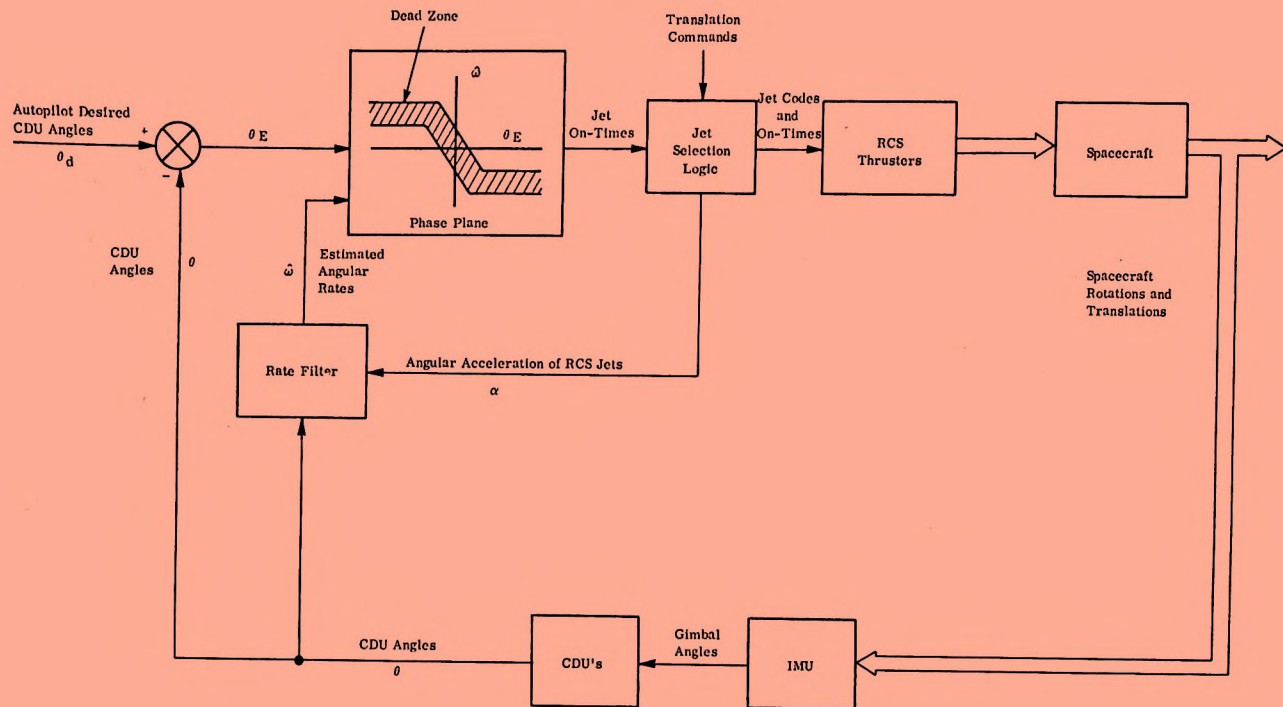 Dead Zone
Translation
Commands
Autopilot Desired
CDU Angles
θd
+
-
θE
ω̂
θE
Phase Plane
Jet
On-Times
Jet
Selection
Logic
Jet Codes
and
On-Times
RCS
Thrusters
Spacecraft
CDU
Angles
θ
ω̂
Estimated
Angular
Rates
Spacecraft
Rotations and
Translations
Rate Filter
Angular Acceleration of RCS Jets
α
CDU Angles
θ
CDU's
Gimbal
Angles
IMU